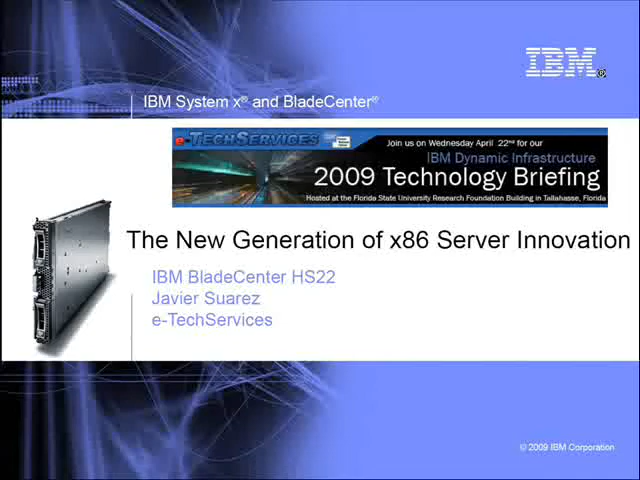 IBM®
IBM System x® and BladeCenter®
e-TECHSERVICES
Join us on Wednesday April 22nd for our
IBM Dynamic Infrastructure
2009 Technology Briefing
Hosted at the Florida State University Research Foundation Building in Tallahasse, Florida
The New Generation of x86 Server Innovation
IBM BladeCenter HS22
Javier Suarez
e-TechServices
© 2009 IBM Corporation